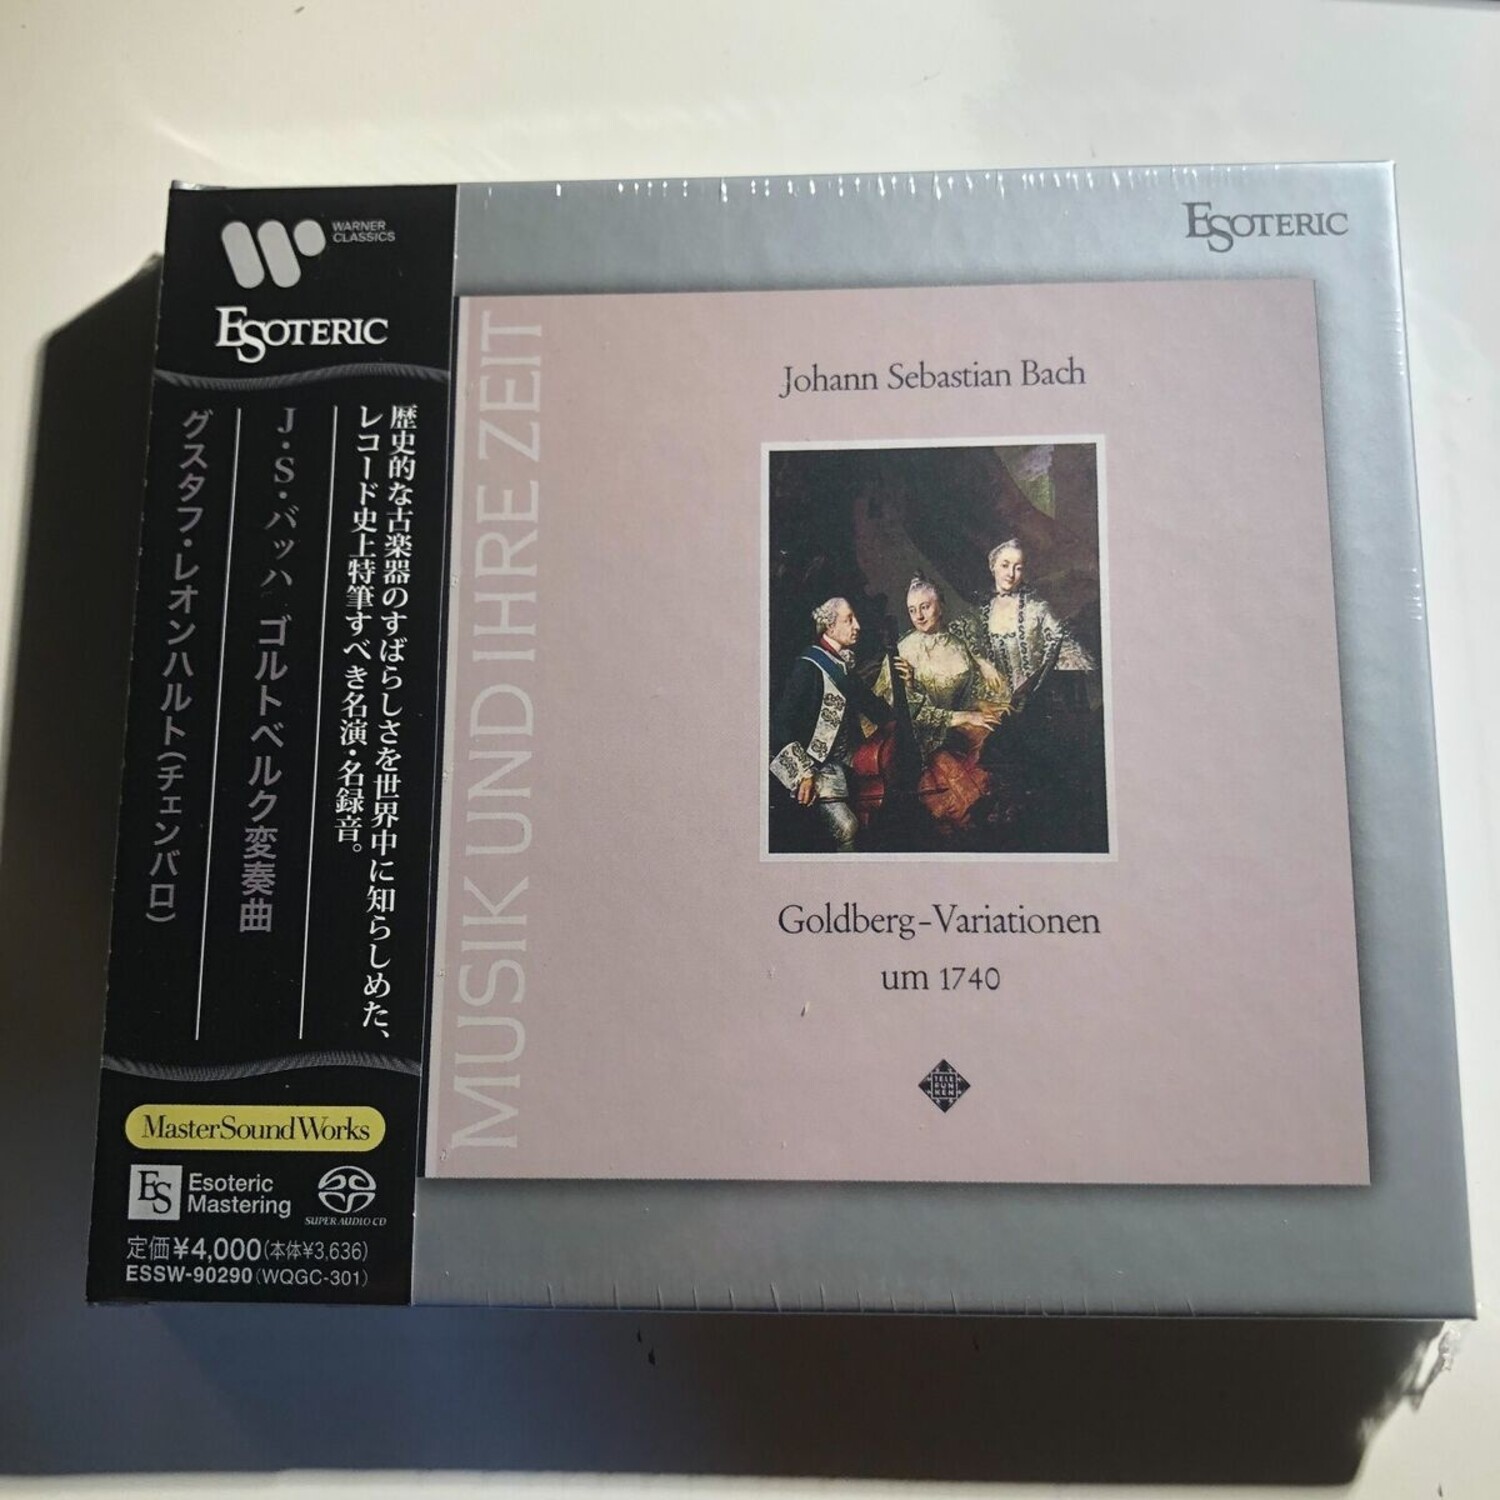 WARNER
CLASSICS
ESOTERIC
歴史的な古楽器のすばらしさを世界中に知らしめた、
レコード史上特筆すべき名演・名録音。
J・S・バッハ ゴルトベルク変奏曲
グスタフ・レオンハルト(チェンバロ)
MasterSoundWorks
ES
Esoteric
Mastering
SUPER AUDIO CD
定価¥4,000(本体¥3,636)
ESSW-90290(WQGC-301)
ESOTERIC
MUSIK UND IHRE ZEIT
Johann Sebastian Bach
Goldberg-Variationen
um 1740
TELE
FUN
KEN